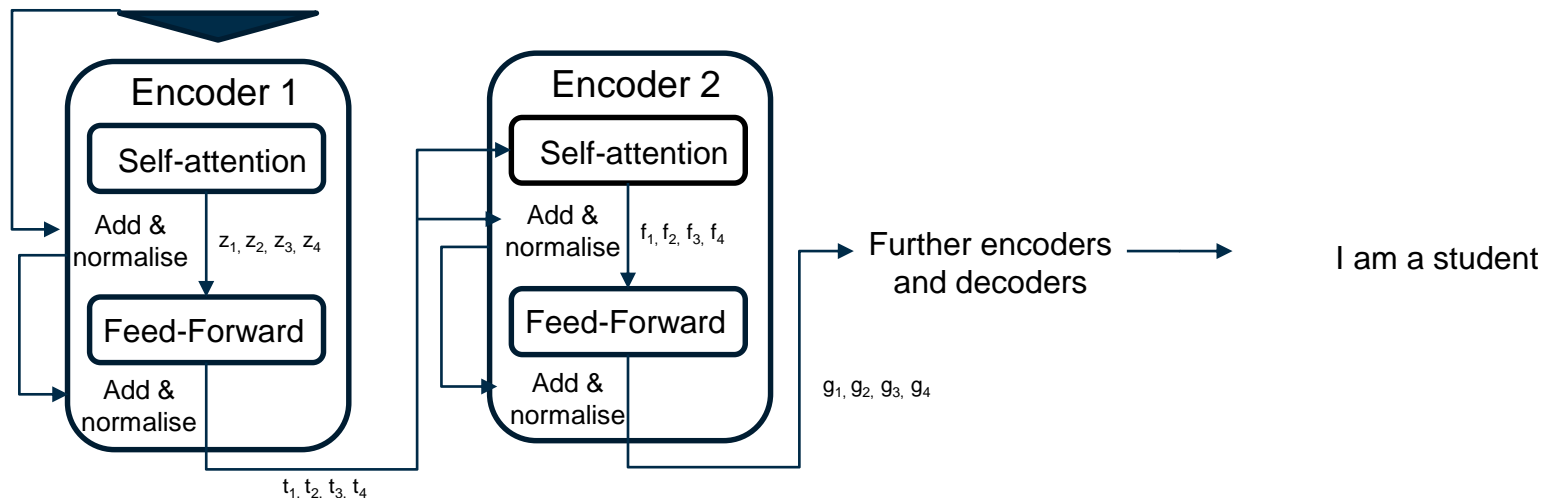 Encoder 1
Self-attention
Add &
normalise
z₁, z₂, z₃, z₄
Feed-Forward
Add &
normalise
t₁, t₂, t₃, t₄
Encoder 2
Self-attention
Add &
normalise
f₁, f₂, f₃, f₄
Feed-Forward
Add &
normalise
g₁, g₂, g₃, g₄
Further encoders
and decoders
I am a student